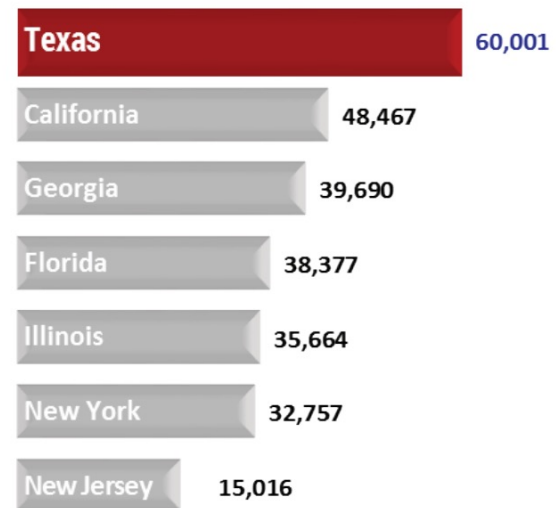 Texas 60,001
California 48,467
Georgia 39,690
Florida 38,377
Illinois 35,664
New York 32,757
New Jersey 15,016